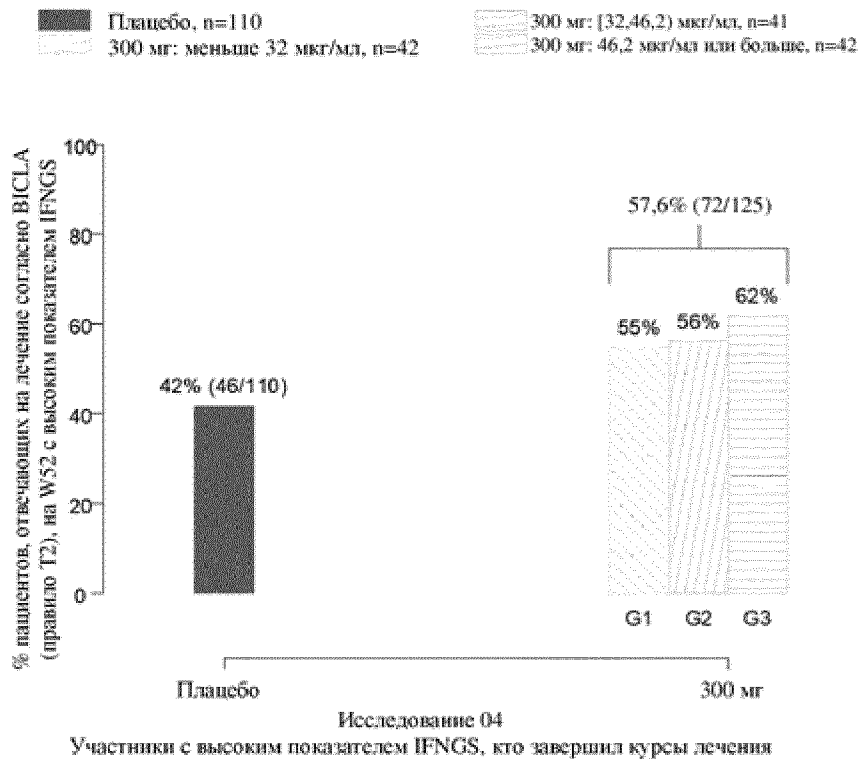 Плацебо, n=110
300 мг: меньше 32 мкг/мл, n=42
300 мг: [32,46,2) мкг/мл, n=41
300 мг: 46,2 мкг/мл или больше, n=42
% пациентов, отвечающих на лечение согласно BICLA
(правило T2), на W52 с высоким показателем IFNGS
100
80
60
40
20
0
57,6% (72/125)
42% (46/110)
55%
56%
62%
G1
G2
G3
Плацебо
300 мг
Исследование 04
Участники с высоким показателем IFNGS, кто завершил курсы лечения